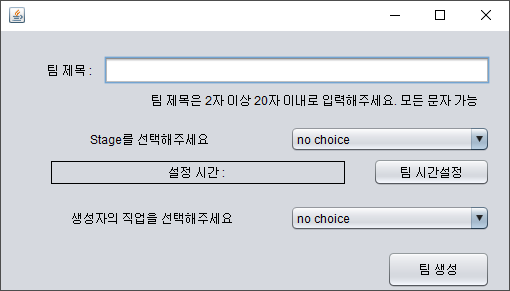 팀 제목 :
팀 제목은 2자 이상 20자 이내로 입력해주세요. 모든 문자 가능
Stage를 선택해주세요 no choice
설정 시간 : 팀 시간설정
생성자의 직업을 선택해주세요 no choice
팀 생성